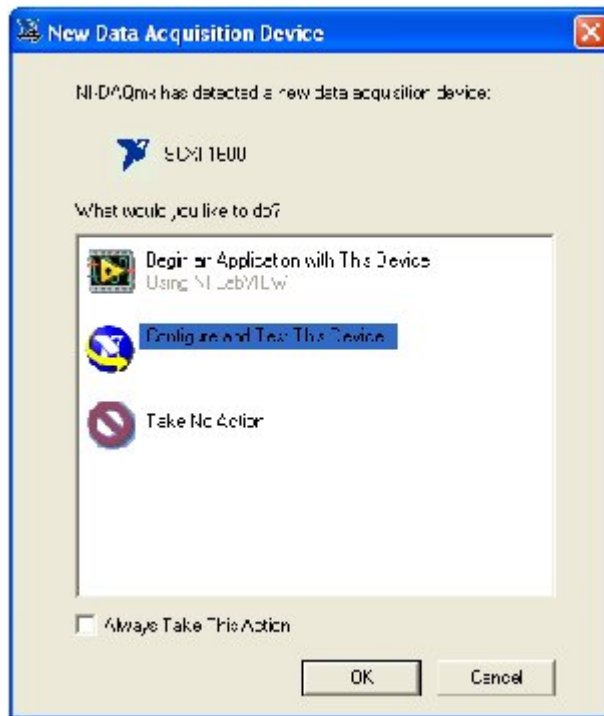 New Data Acquisition Device
NI-DAQmx has detected a new data acquisition device:
SCXI 1600
What would you like to do?
Begin an Application with This Device
Using NI LabVIEW
Configure and Test This Device
Take No Action
Always Take This Action
OK
Cancel